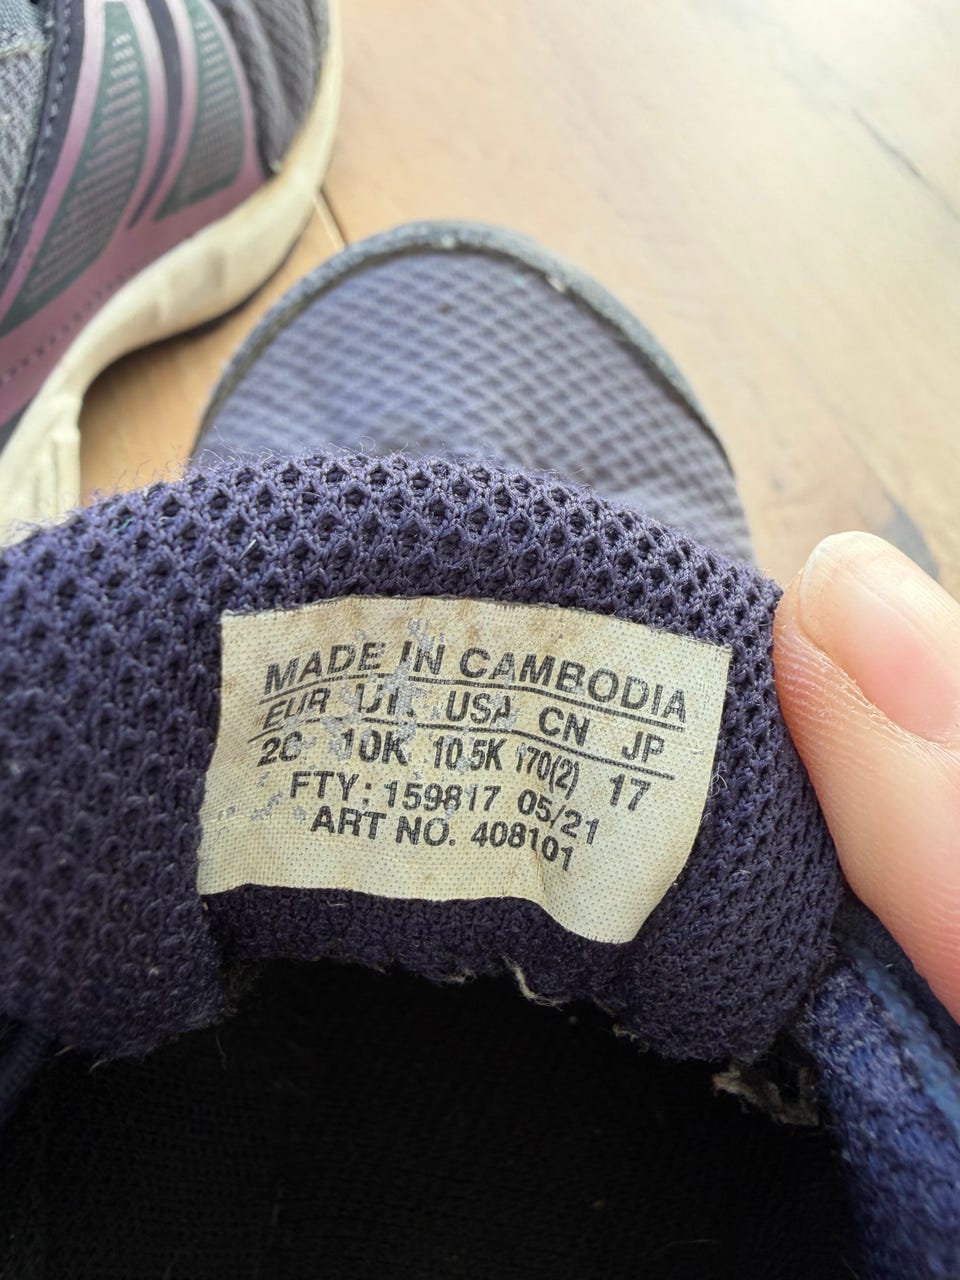 MADE IN CAMBODIA
EUR UK USA CN JP
10K 10.5K 170(2) 17
FTY: 159817 05/21
ART NO. 408101